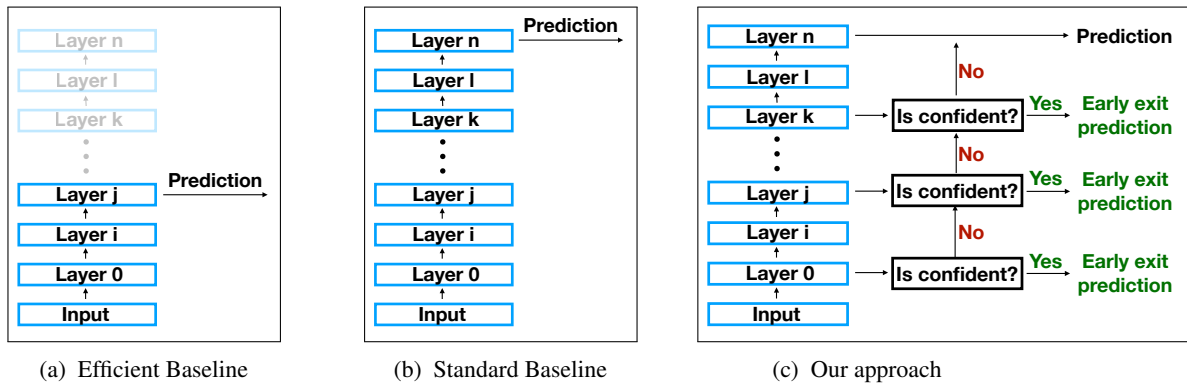 Layer n
Layer l
Layer k
Layer j
Prediction
Layer i
Layer 0
Input
(a) Efficient Baseline
Layer n
Prediction
Layer l
Layer k
Layer j
Layer i
Layer 0
Input
(b) Standard Baseline
Layer n
Prediction
Layer l
No
Layer k
Is confident?
Yes
Early exit
prediction
No
Layer j
Is confident?
Yes
Early exit
prediction
Layer i
No
Layer 0
Is confident?
Yes
Early exit
prediction
Input
(c) Our approach